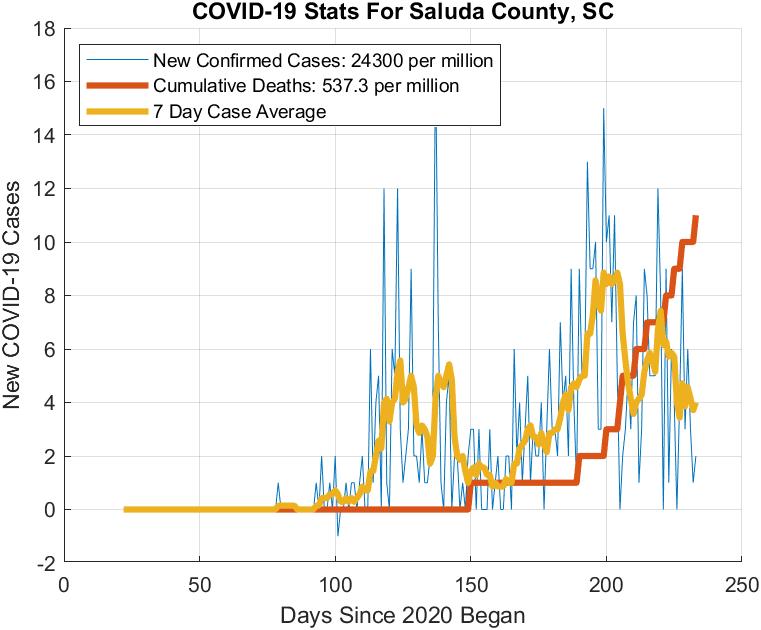 COVID-19 Stats For Saluda County, SC
New Confirmed Cases: 24300 per million
Cumulative Deaths: 537.3 per million
7 Day Case Average
New COVID-19 Cases
18
16
14
12
10
8
6
4
2
0
-2
0 50 100 150 200 250
Days Since 2020 Began